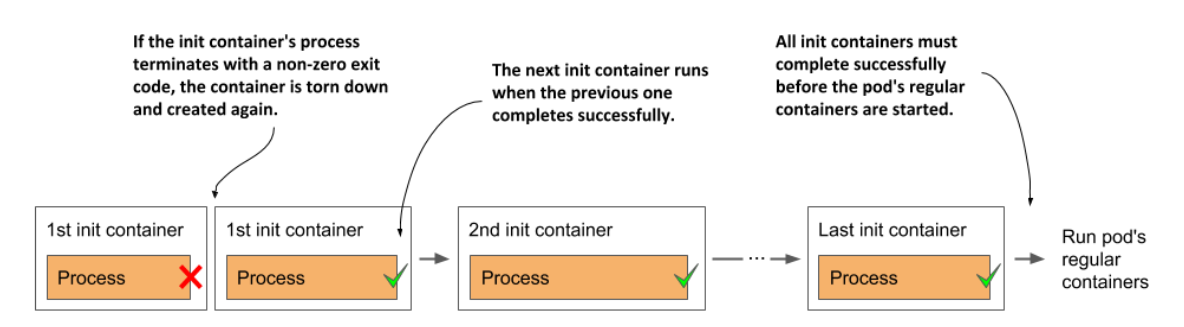 If the init container's process
terminates with a non-zero exit
code, the container is torn down
and created again.
The next init container runs
when the previous one
completes successfully.
All init containers must
complete successfully
before the pod's regular
containers are started.
1st init container
Process
1st init container
Process
2nd init container
Process
...
Last init container
Process
Run pod's
regular
containers